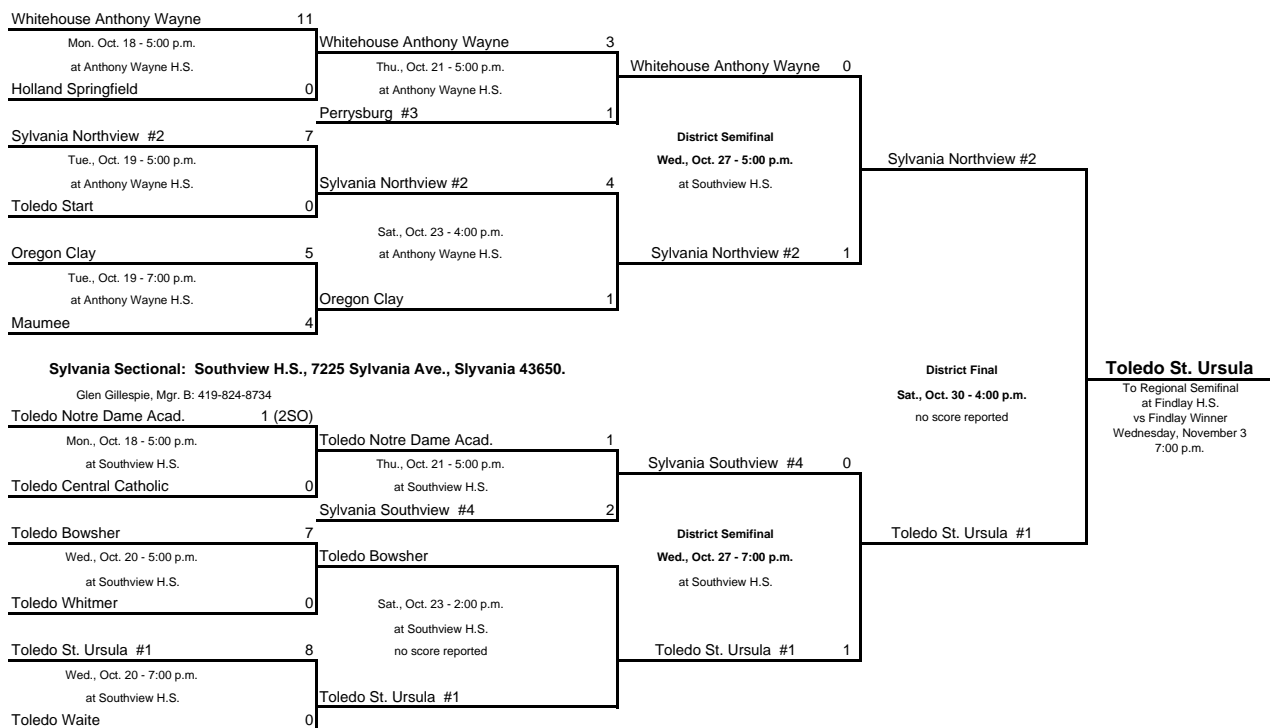 Whitehouse Anthony Wayne 11
Mon. Oct. 18 - 5:00 p.m.
at Anthony Wayne H.S.
Holland Springfield 0
Sylvania Northview #2 7
Tue., Oct. 19 - 5:00 p.m.
at Anthony Wayne H.S.
Toledo Start 0
Oregon Clay 5
Tue., Oct. 19 - 7:00 p.m.
at Anthony Wayne H.S.
Maumee 4
Whitehouse Anthony Wayne 3
Thu., Oct. 21 - 5:00 p.m.
at Anthony Wayne H.S.
Perrysburg #3 1
Sylvania Northview #2 4
Sat., Oct. 23 - 4:00 p.m.
at Anthony Wayne H.S.
Oregon Clay 1
Whitehouse Anthony Wayne 0
District Semifinal
Wed., Oct. 27 - 5:00 p.m.
at Southview H.S.
Sylvania Northview #2 1
Sylvania Northview #2
Sylvania Sectional: Southview H.S., 7225 Sylvania Ave., Slyvania 43650.
Glen Gillespie, Mgr. B: 419-824-8734
Toledo Notre Dame Acad. 1 (2SO)
Mon., Oct. 18 - 5:00 p.m.
at Southview H.S.
Toledo Central Catholic 0
Toledo Bowsher 7
Wed., Oct. 20 - 5:00 p.m.
at Southview H.S.
Toledo Whitmer 0
Toledo St. Ursula #1 8
Wed., Oct. 20 - 7:00 p.m.
at Southview H.S.
Toledo Waite 0
Toledo Notre Dame Acad. 1
Thu., Oct. 21 - 5:00 p.m.
at Southview H.S.
Sylvania Southview #4 2
Toledo Bowsher
Sat., Oct. 23 - 2:00 p.m.
at Southview H.S.
no score reported
Toledo St. Ursula #1
Sylvania Southview #4 0
District Semifinal
Wed., Oct. 27 - 7:00 p.m.
at Southview H.S.
Toledo St. Ursula #1 1
District Final
Sat., Oct. 30 - 4:00 p.m.
no score reported
Toledo St. Ursula #1
Toledo St. Ursula
To Regional Semifinal
at Findlay H.S.
vs Findlay Winner
Wednesday, November 3
7:00 p.m.